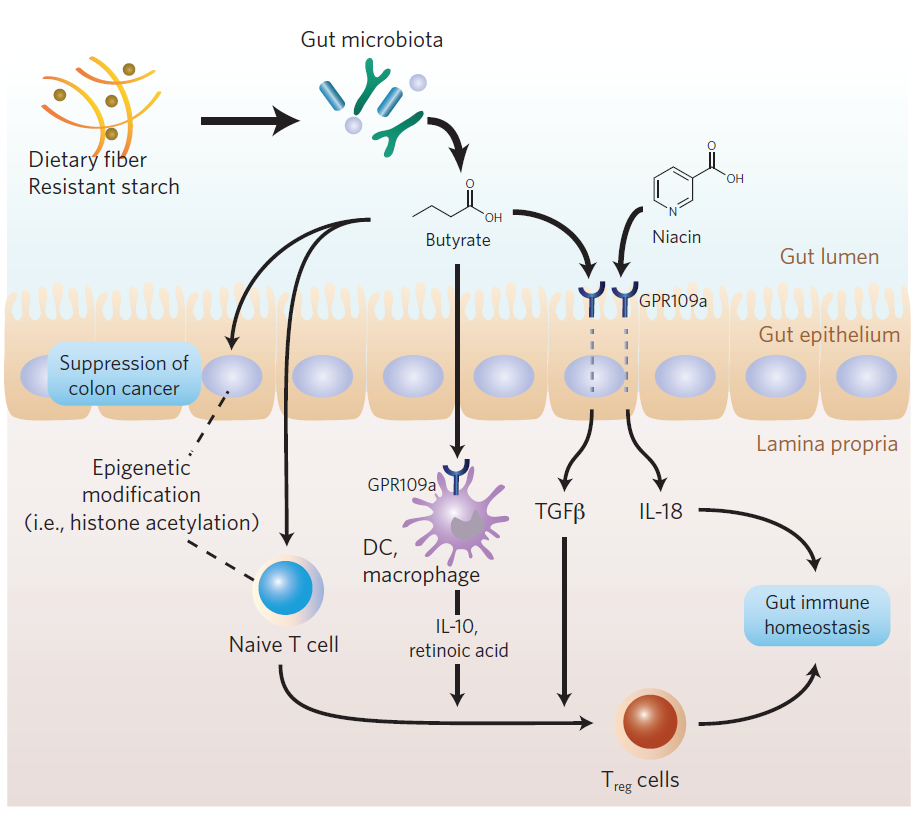 Gut microbiota
Dietary fiber
Resistant starch
O
OH
Butyrate
O
OH
N
Niacin
Gut lumen
GPR109a
Gut epithelium
Suppression of
colon cancer
Lamina propria
Epigenetic
modification
(i.e., histone acetylation)
GPR109a
TGFβ
IL-18
DC,
macrophage
Gut immune
homeostasis
Naive T cell
IL-10,
retinoic acid
Treg cells